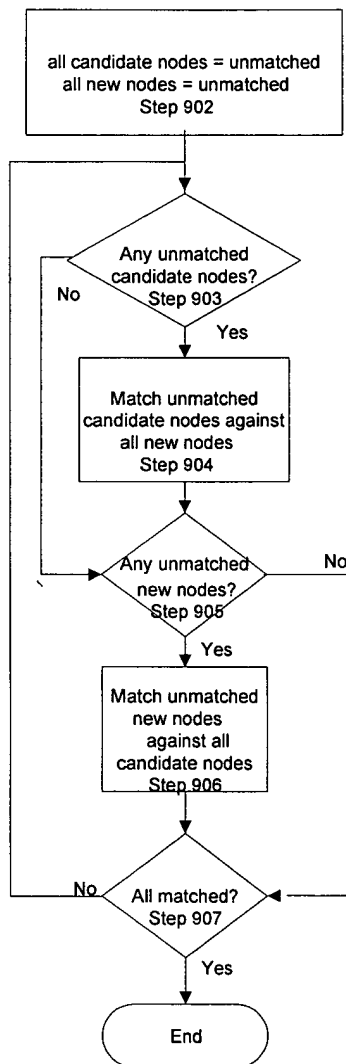 all candidate nodes = unmatched
all new nodes = unmatched
Step 902
Any unmatched
candidate nodes?
No
Step 903
Yes
Match unmatched
candidate nodes against
all new nodes
Step 904
Any unmatched
No
new nodes?
Step 905
Yes
Match unmatched
new nodes
against all
candidate nodes
Step 906
No
All matched?
Step 907
Yes
End